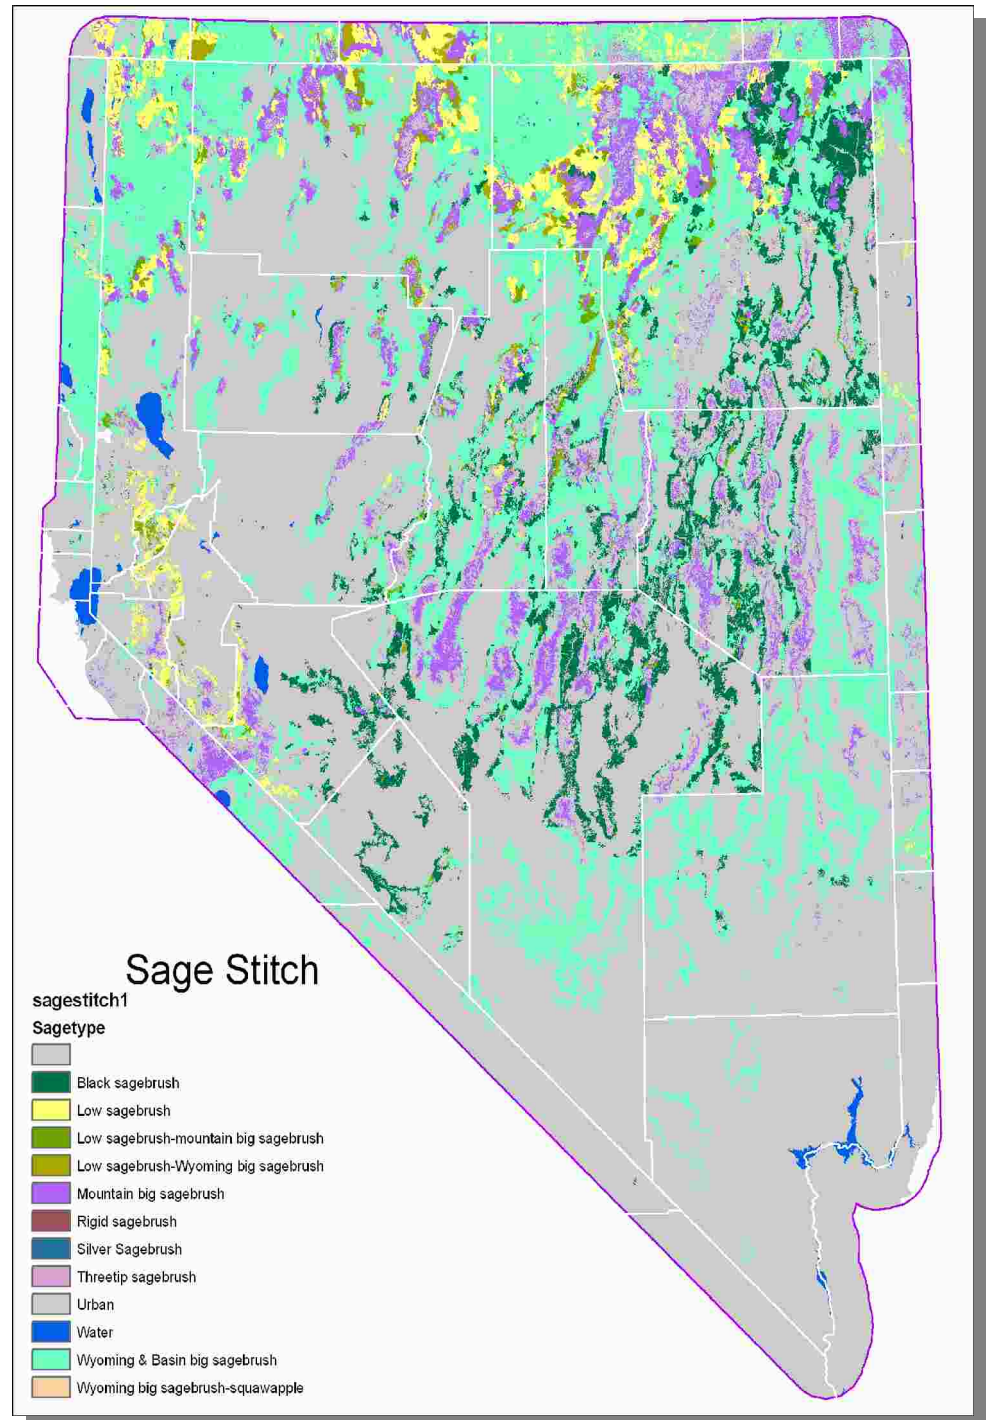 Sage Stitch
sagestitch1
Sagetype
Black sagebrush
Low sagebrush
Low sagebrush-mountain big sagebrush
Low sagebrush-Wyoming big sagebrush
Mountain big sagebrush
Rigid sagebrush
Silver Sagebrush
Threetip sagebrush
Urban
Water
Wyoming & Basin big sagebrush
Wyoming big sagebrush-squawapple